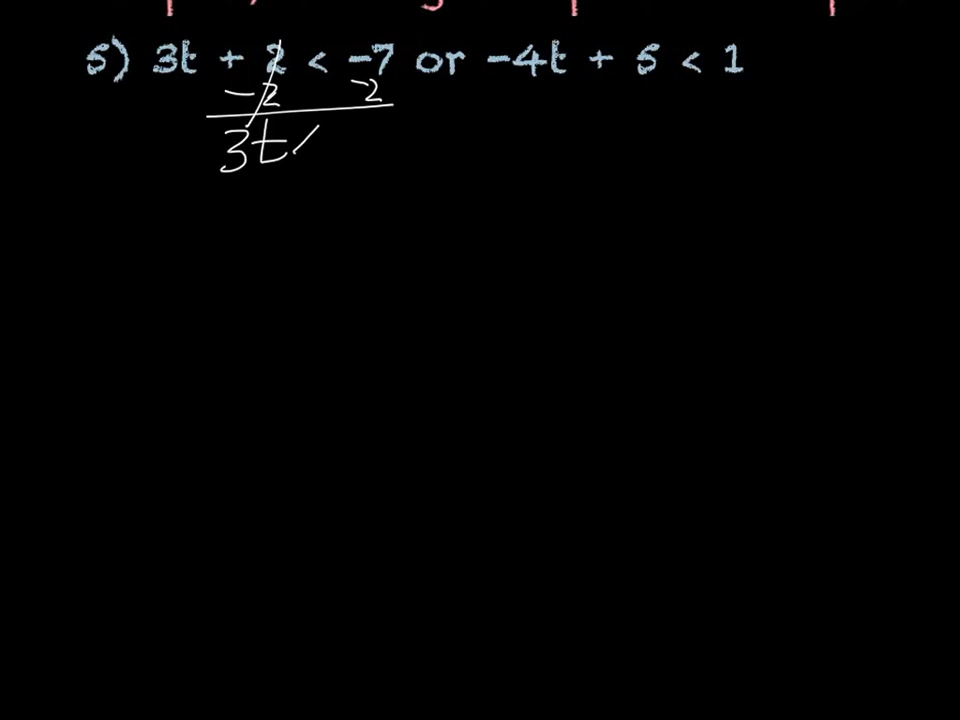 5) 3t + 2 < -7 or -4t + 5 < 1
-2 -2
3t